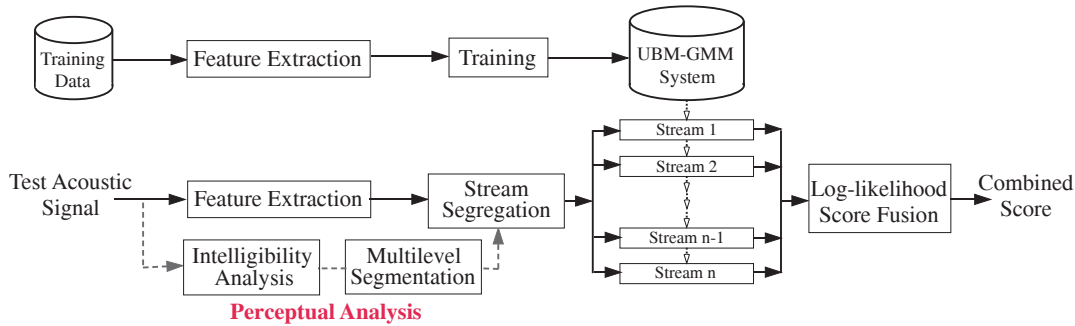 Training
Data
Feature Extraction
Training
UBM-GMM
System
Test Acoustic
Signal
Feature Extraction
Stream
Segregation
Intelligibility
Analysis
Multilevel
Segmentation
Perceptual Analysis
Stream 1
Stream 2
Stream n-1
Stream n
Log-likelihood
Score Fusion
Combined
Score